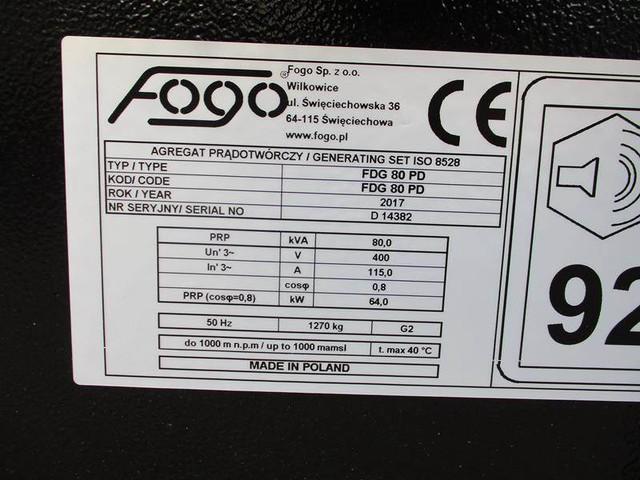 FOGO ®
Fogo Sp. z o.o.
Wilkowice
ul. Święciechowska 36
64-115 Święciechowa
www.fogo.pl
CE
AGREGAT PRĄDOTWÓRCZY / GENERATING SET ISO 8528
TYP / TYPE FDG 80 PD
KOD/ CODE FDG 80 PD
ROK / YEAR 2017
NR SERYJNY/ SERIAL NO D 14382
PRP kVA 80,0
Un' 3~ V 400
In' 3~ A 115,0
cosφ 0,8
PRP (cosφ=0,8) kW 64,0
50 Hz 1270 kg G2
do 1000 m n.p.m / up to 1000 mamsl t. max 40 °C
MADE IN POLAND
92